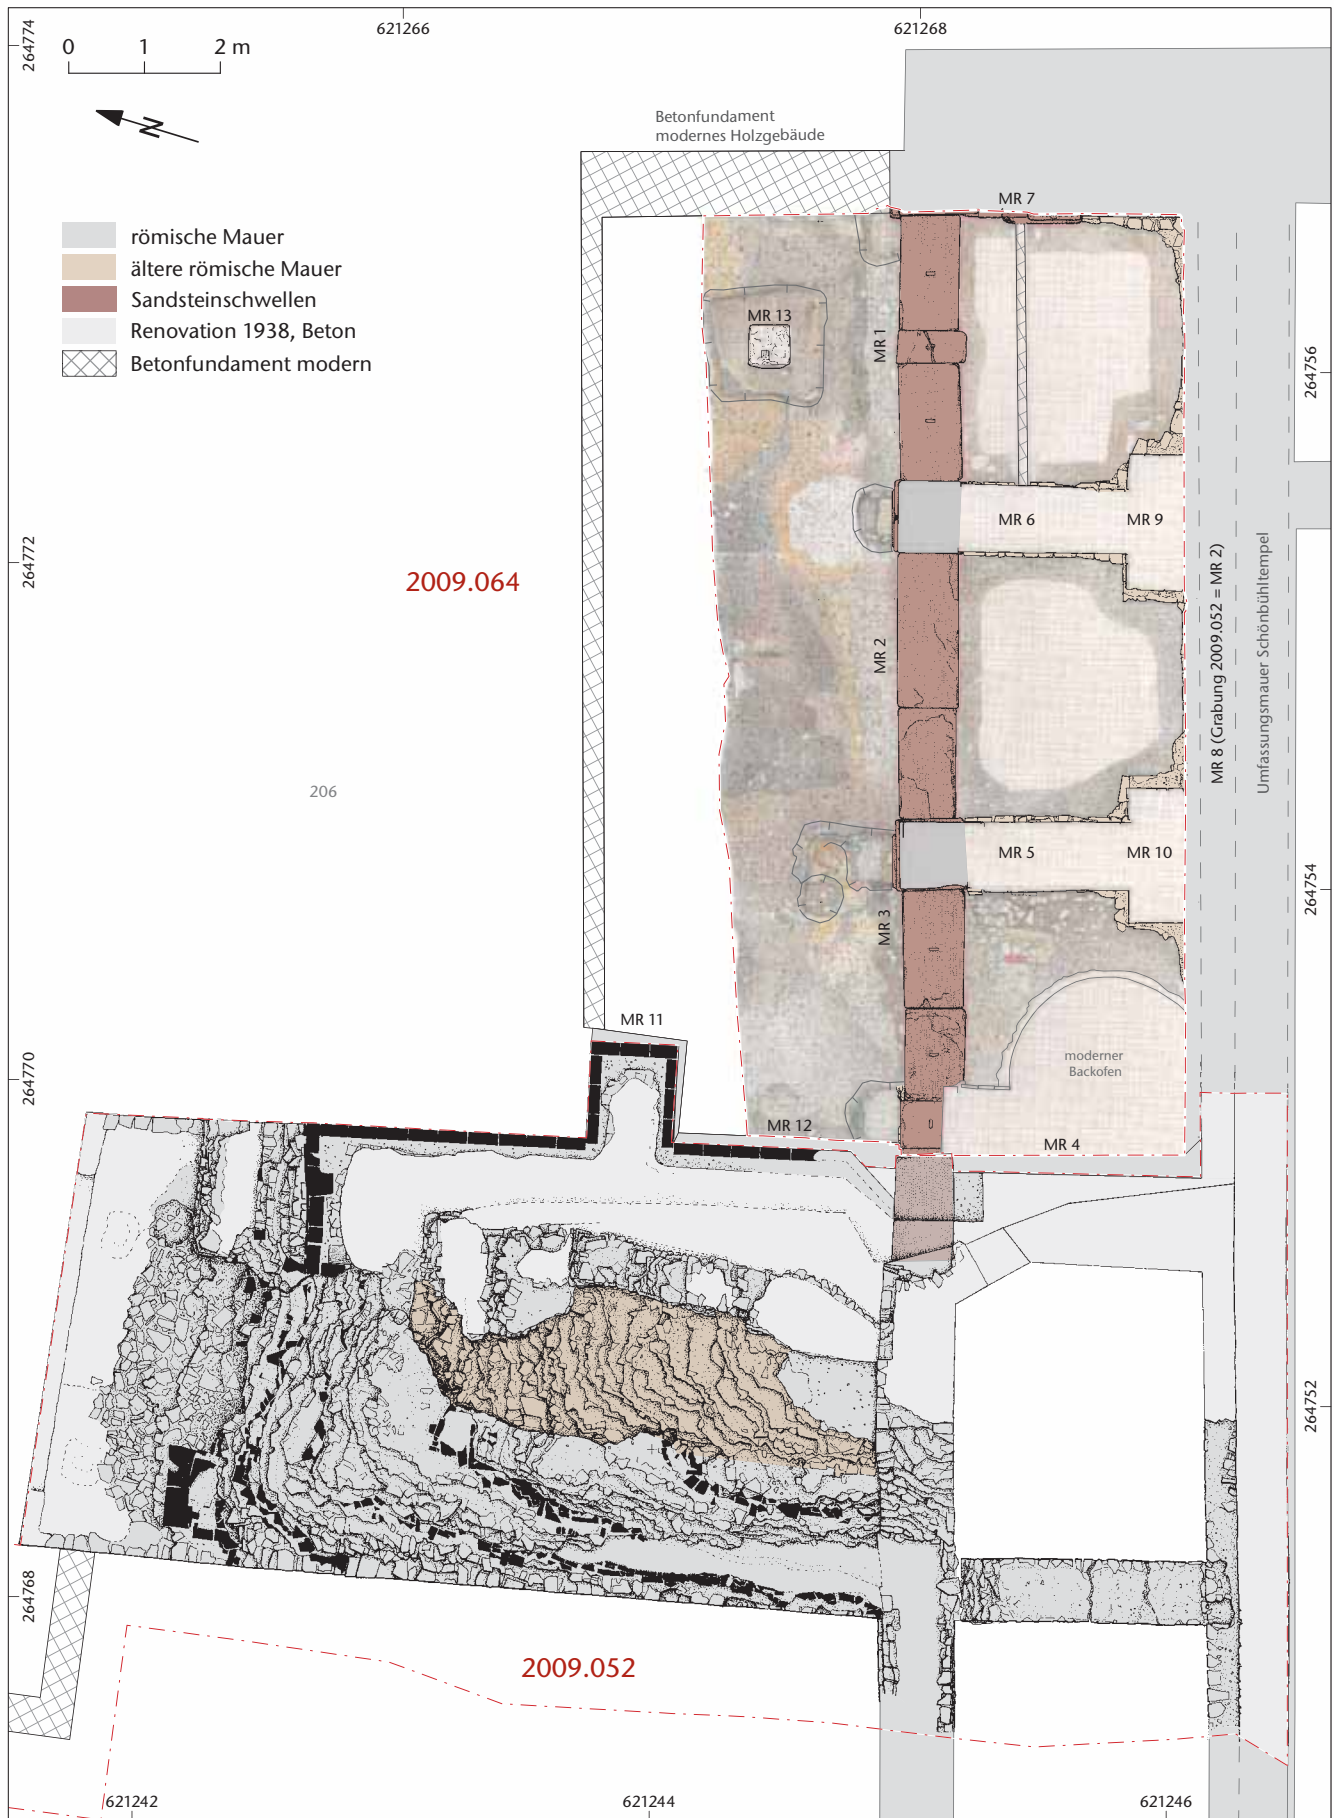 621266
621268
264774
0 1 2 m
N
Betonfundament
modernes Holzgebäude
MR 7
römische Mauer
ältere römische Mauer
Sandsteinschwellen
Renovation 1938, Beton
Betonfundament modern
MR 13
MR 1
264756
MR 6
MR 9
264772
2009.064
MR 2
MR 8 (Grabung 2009.052 = MR 2)
Umfassungsmauer Schönbühltempel
206
MR 5
MR 10
264754
MR 3
MR 11
moderner
Backofen
264770
MR 12
MR 4
264752
264768
2009.052
621242
621244
621246